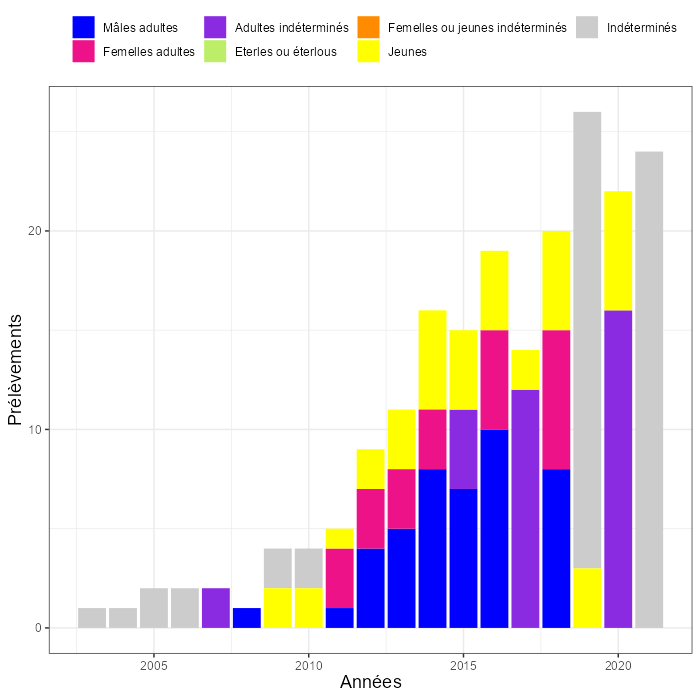 Mâles adultes Adultes indéterminés Femelles ou jeunes indéterminés Indéterminés
Femelles adultes Eterles ou éterlous Jeunes
20
10
0
Prélèvements
2005 2010 2015 2020
Années